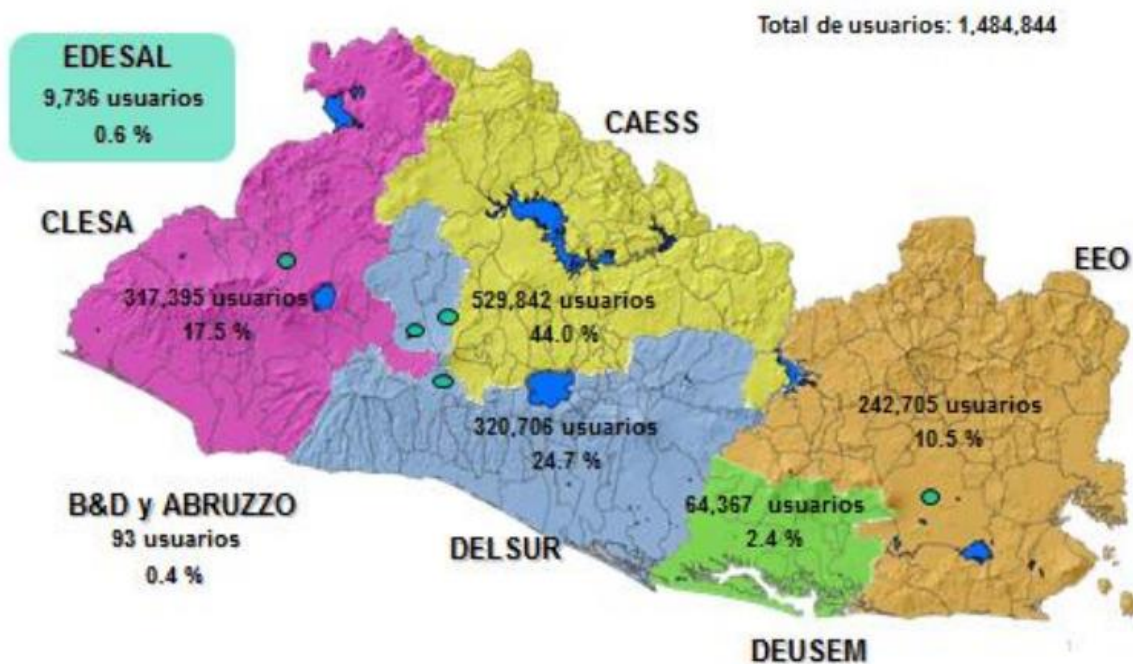 Total de usuarios: 1,484,844
EDESAL
9,736 usuarios
0.6 %
CAESS
CLESA
EEO
317,395 usuarios
17.5 %
529,842 usuarios
44.0 %
242,705 usuarios
10.5 %
320,706 usuarios
24.7 %
B&D y ABRUZZO
93 usuarios
0.4 %
64,367 usuarios
2.4 %
DELSUR
DEUSEM
1